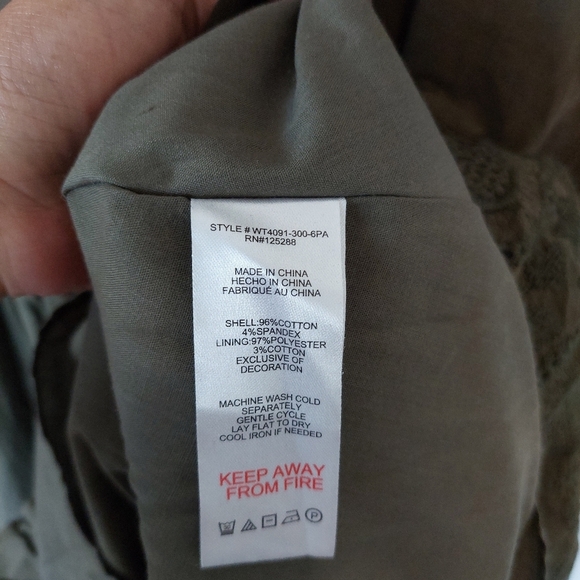 STYLE # WT4091-300-6PA
RN#125288
MADE IN CHINA
HECHO EN CHINA
FABRIQUÉ AU CHINA
SHELL:96%COTTON
4%SPANDEX
LINING:97%POLYESTER
3%COTTON
EXCLUSIVE OF
DECORATION
MACHINE WASH COLD
SEPARATELY
GENTLE CYCLE
LAY FLAT TO DRY
COOL IRON IF NEEDED
KEEP AWAY
FROM FIRE
P